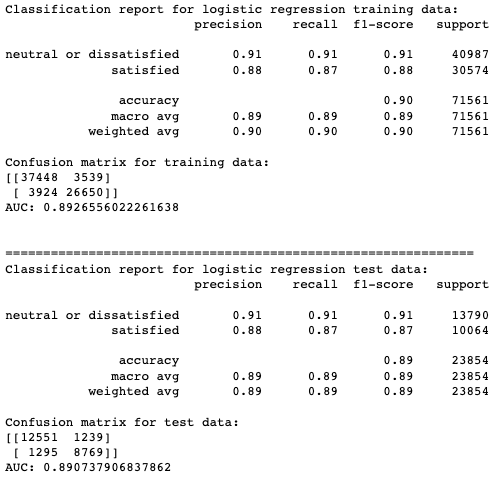 Classification report for logistic regression training data:
precision recall f1-score support
neutral or dissatisfied 0.91 0.91 0.91 40987
satisfied 0.88 0.87 0.88 30574
accuracy 0.90 71561
macro avg 0.89 0.89 0.89 71561
weighted avg 0.90 0.90 0.90 71561
Confusion matrix for training data:
[[37448 3539]
[ 3924 26650]]
AUC: 0.8926556022261638
==============================================================
Classification report for logistic regression test data:
precision recall f1-score support
neutral or dissatisfied 0.91 0.91 0.91 13790
satisfied 0.88 0.87 0.87 10064
accuracy 0.89 23854
macro avg 0.89 0.89 0.89 23854
weighted avg 0.89 0.89 0.89 23854
Confusion matrix for test data:
[[12551 1239]
[ 1295 8769]]
AUC: 0.890737906837862